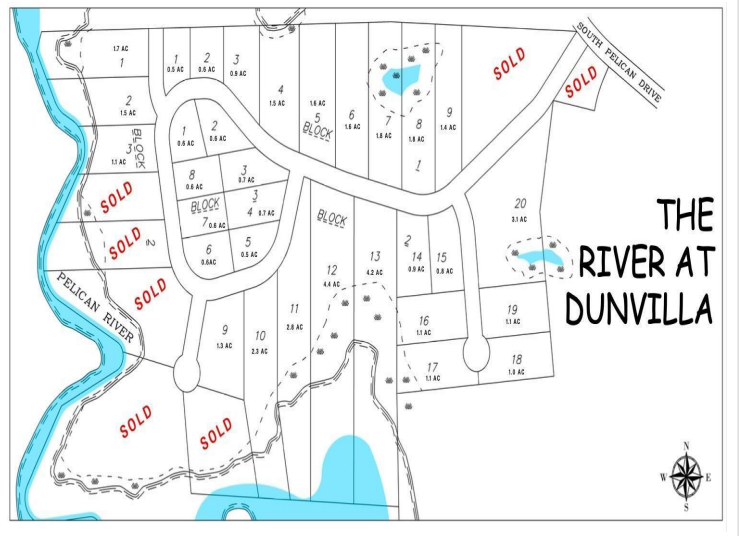 1.7 AC
1
2
1.5 AC
3
1.1 AC
BLOCK
2
1
0.5 AC
2
0.6 AC
3
0.9 AC
4
1.5 AC
1.6 AC
5
BLOCK
6
1.6 AC
7
1.8 AC
8
1.8 AC
1
9
1.4 AC
SOLD
SOLD
SOUTH PELICAN DRIVE
1
0.6 AC
2
0.6 AC
8
0.6 AC
3
0.7 AC
BLOCK
3
7 0.6 AC
4 0.7 AC
6
0.6AC
5
0.5 AC
SOLD
SOLD
SOLD
PELICAN RIVER
SOLD
SOLD
9
1.3 AC
10
2.3 AC
11
2.8 AC
BLOCK
2
12
4.4 AC
13
4.2 AC
14
0.9 AC
15
0.8 AC
16
1.1 AC
17
1.1 AC
18
1.0 AC
19
1.1 AC
20
3.1 AC
THE
RIVER AT
DUNVILLA
N
W E
S